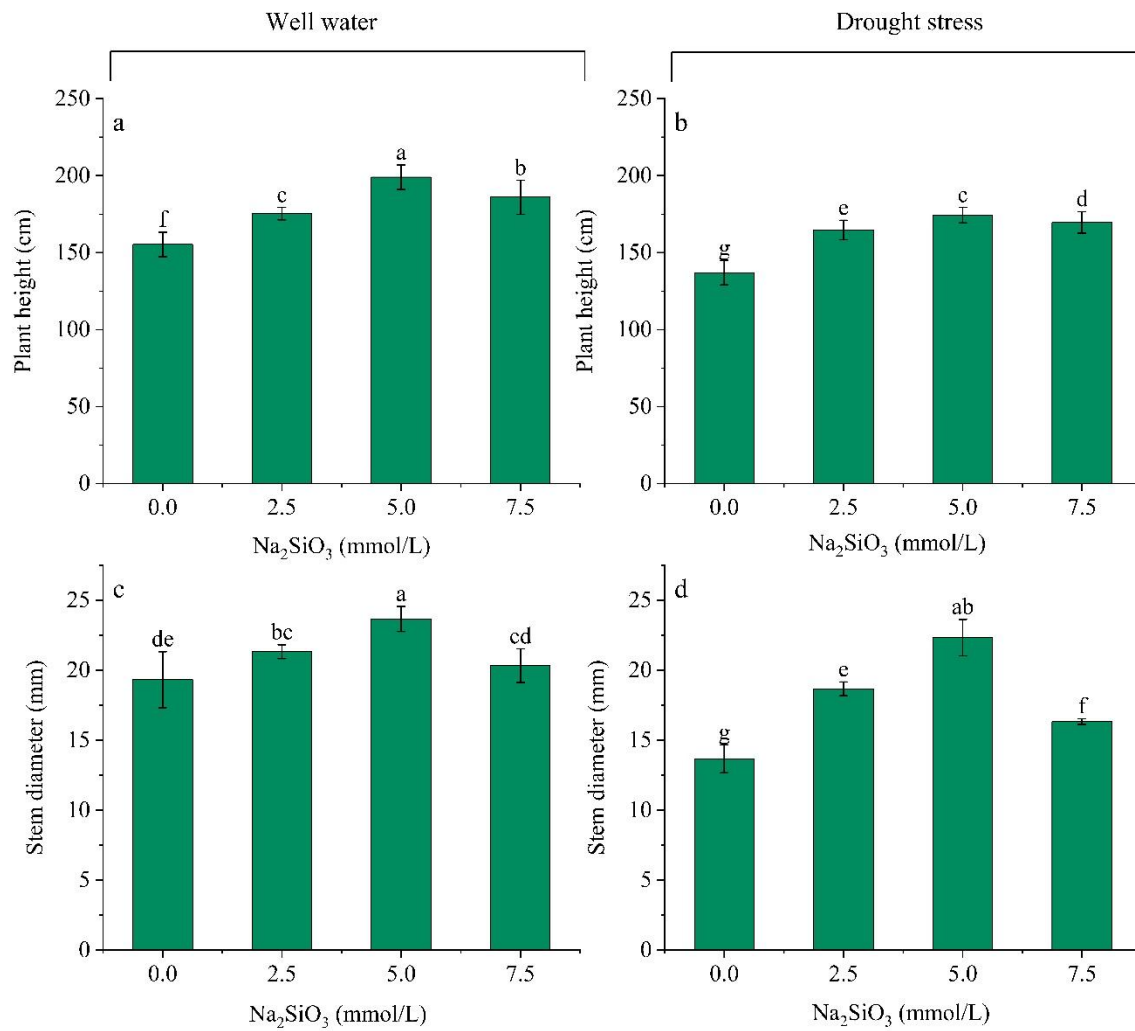 Well water
Drought stress
a
Plant height (cm)
250
200
150
100
50
0
f
c
a
b
0.0 2.5 5.0 7.5
Na₂SiO₃ (mmol/L)
b
Plant height (cm)
250
200
150
100
50
0
g
e
c
d
0.0 2.5 5.0 7.5
Na₂SiO₃ (mmol/L)
c
Stem diameter (mm)
25
20
15
10
5
0
de
bc
a
cd
0.0 2.5 5.0 7.5
Na₂SiO₃ (mmol/L)
d
Stem diameter (mm)
25
20
15
10
5
0
g
e
ab
f
0.0 2.5 5.0 7.5
Na₂SiO₃ (mmol/L)